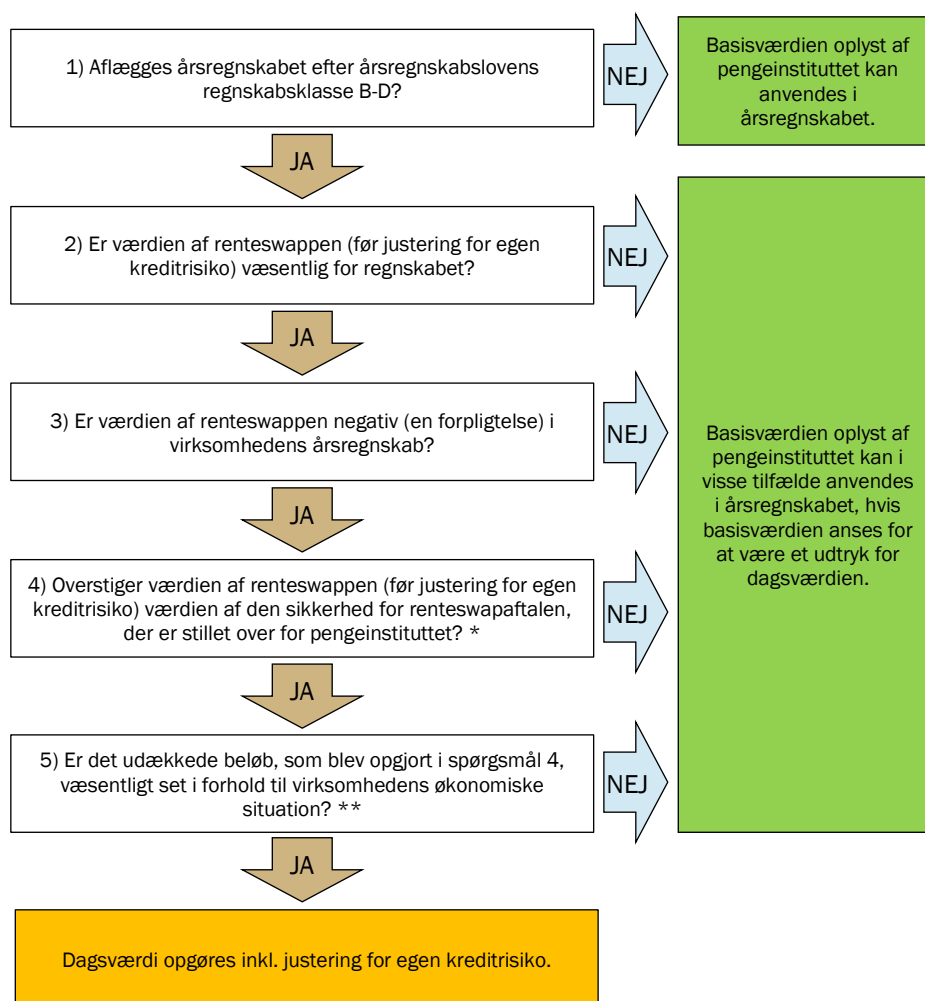 1) Aflægges årsregnskabet efter årsregnskabslovens
regnskabsklasse B-D?
NEJ
Basisværdien oplyst af
pengeinstituttet kan
anvendes i
årsregnskabet.
JA
2) Er værdien af renteswappen (før justering for egen
kreditrisiko) væsentlig for regnskabet?
NEJ
JA
3) Er værdien af renteswappen negativ (en forpligtelse) i
virksomhedens årsregnskab?
NEJ
Basisværdien oplyst af
pengeinstituttet kan i
visse tilfælde anvendes
i årsregnskabet, hvis
basisværdien anses for
at være et udtryk for
dagsværdien.
JA
4) Overstiger værdien af renteswappen (før justering for egen
kreditrisiko) værdien af den sikkerhed for renteswapaftalen,
der er stillet over for pengeinstituttet? *
NEJ
JA
5) Er det udækkede beløb, som blev opgjort i spørgsmål 4,
væsentligt set i forhold til virksomhedens økonomiske
situation? **
NEJ
JA
Dagsværdi opgøres inkl. justering for egen kreditrisiko.